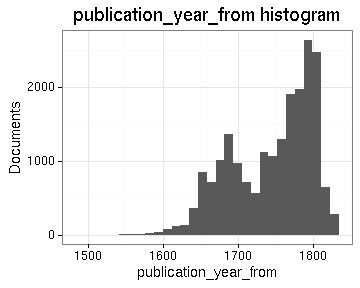 publication_year_from histogram
Documents
2000
1000
0
1500 1600 1700 1800
publication_year_from